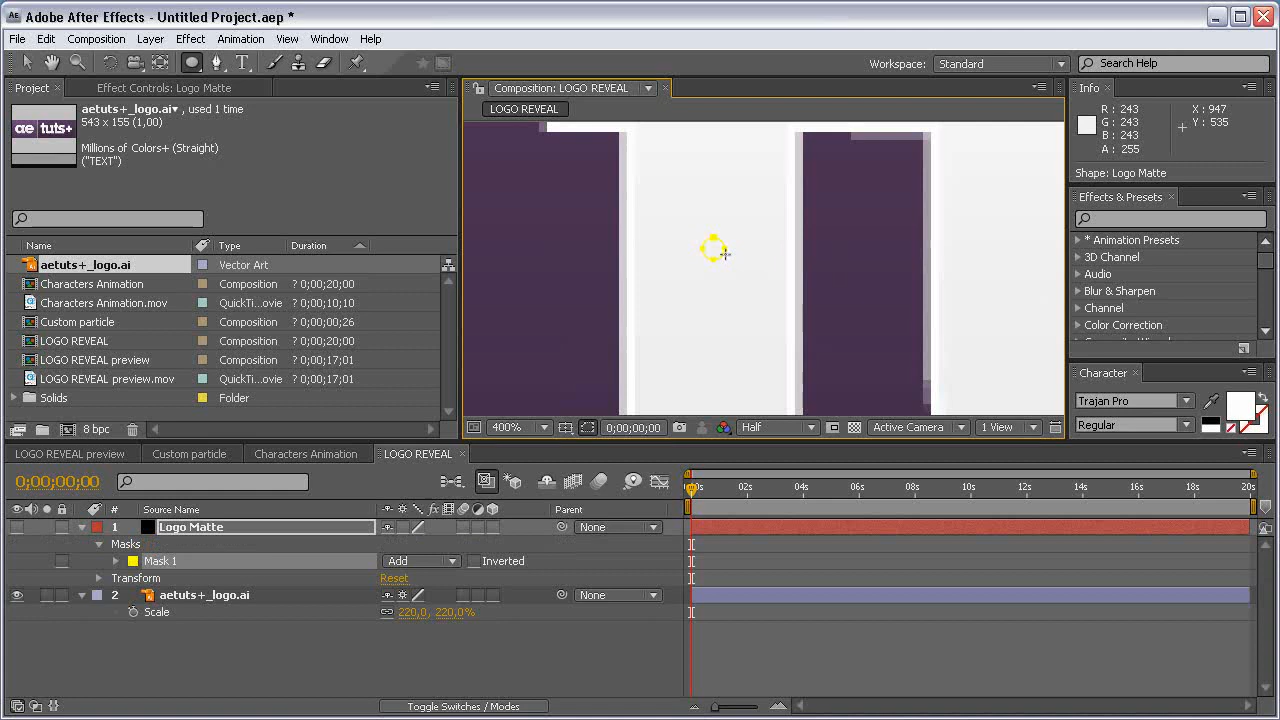 Adobe After Effects - Untitled Project.aep *
File Edit Composition Layer Effect Animation View Window Help
Workspace: Standard Search Help
Project × Effect Controls: Logo Matte
Composition: LOGO REVEAL
LOGO REVEAL
aetuts+_logo.ai▾ , used 1 time
543 x 155 (1,00)
Millions of Colors+ (Straight)
("TEXT")
ae tuts+
Name Type Duration
aetuts+_logo.ai Vector Art
Characters Animation Composition ? 0;00;20;00
Characters Animation.mov QuickTi...ovie ? 0;00;10;10
Custom particle Composition ? 0;00;00;26
LOGO REVEAL Composition ? 0;00;20;00
LOGO REVEAL preview Composition ? 0;00;17;01
LOGO REVEAL preview.mov QuickTi...ovie ? 0;00;17;01
Solids Folder
8 bpc
400% 0;00;00;00 Half Active Camera 1 View
Info ×
R : 243
G : 243
B : 243
A : 255
X : 947
Y : 535
Shape: Logo Matte
Effects & Presets ×
* Animation Presets
3D Channel
Audio
Blur & Sharpen
Channel
Color Correction
Character ×
Trajan Pro
Regular
LOGO REVEAL preview Custom particle Characters Animation LOGO REVEAL ×
0;00;00;00
02s 04s 06s 08s 10s 12s 14s 16s 18s 20s
# Source Name Parent
1 Logo Matte None
Masks
Mask 1 Add Inverted
Transform Reset
2 aetuts+_logo.ai None
Scale 220,0, 220,0%
Toggle Switches / Modes